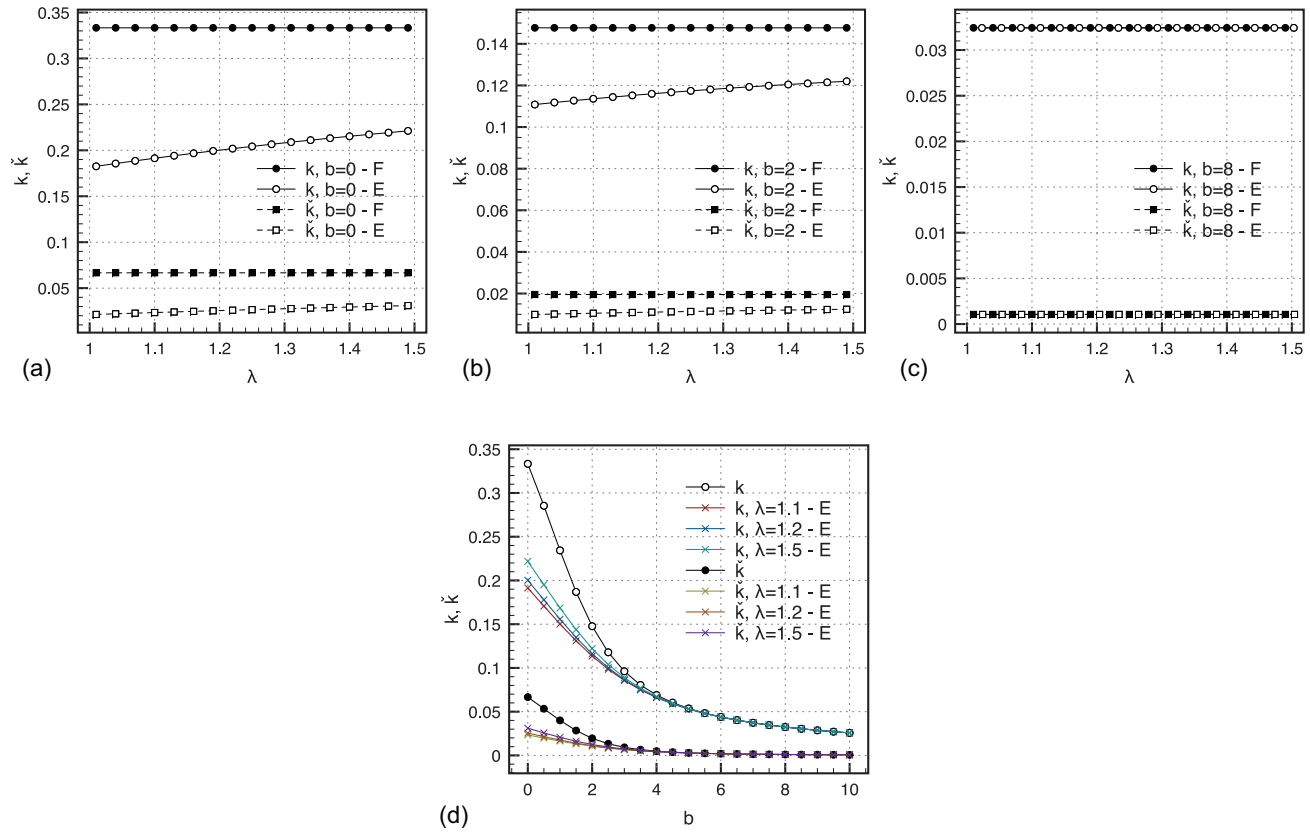 0.35
0.3
0.25
0.2
0.15
0.1
0.05
k, ǩ
k, b=0 - F
k, b=0 - E
ǩ, b=0 - F
ǩ, b=0 - E
1 1.1 1.2 1.3 1.4 1.5
(a)
λ
0.14
0.12
0.1
0.08
0.06
0.04
0.02
k, ǩ
k, b=2 - F
k, b=2 - E
ǩ, b=2 - F
ǩ, b=2 - E
1 1.1 1.2 1.3 1.4 1.5
(b)
λ
0.03
0.025
0.02
0.015
0.01
0.005
0
k, ǩ
k, b=8 - F
k, b=8 - E
ǩ, b=8 - F
ǩ, b=8 - E
1 1.1 1.2 1.3 1.4 1.5
(c)
λ
0.35
0.3
0.25
0.2
0.15
0.1
0.05
0
k, ǩ
k
k, λ=1.1 - E
k, λ=1.2 - E
k, λ=1.5 - E
ǩ
ǩ, λ=1.1 - E
ǩ, λ=1.2 - E
ǩ, λ=1.5 - E
0 2 4 6 8 10
(d)
b